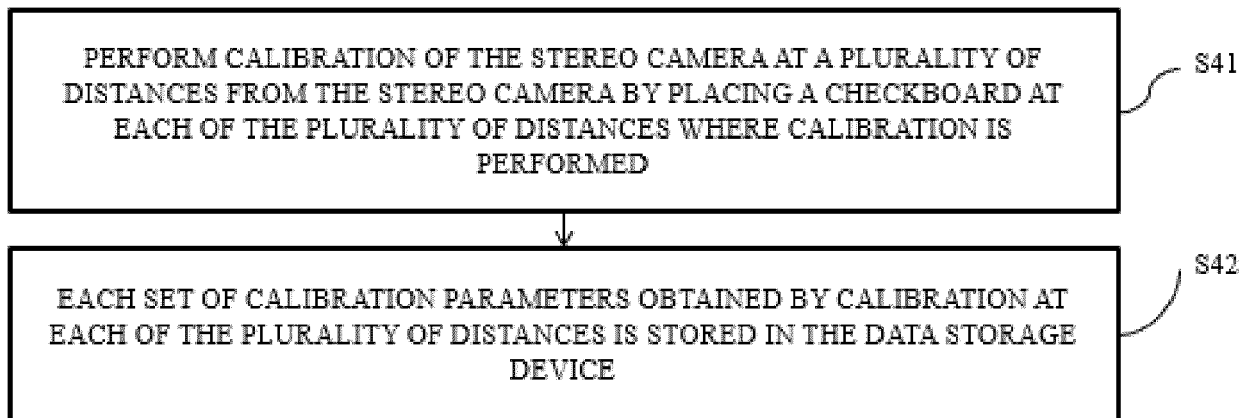 PERFORM CALIBRATION OF THE STEREO CAMERA AT A PLURALITY OF
DISTANCES FROM THE STEREO CAMERA BY PLACING A CHECKBOARD AT
EACH OF THE PLURALITY OF DISTANCES WHERE CALIBRATION IS
PERFORMED
S41
EACH SET OF CALIBRATION PARAMETERS OBTAINED BY CALIBRATION AT
EACH OF THE PLURALITY OF DISTANCES IS STORED IN THE DATA STORAGE
DEVICE
S42